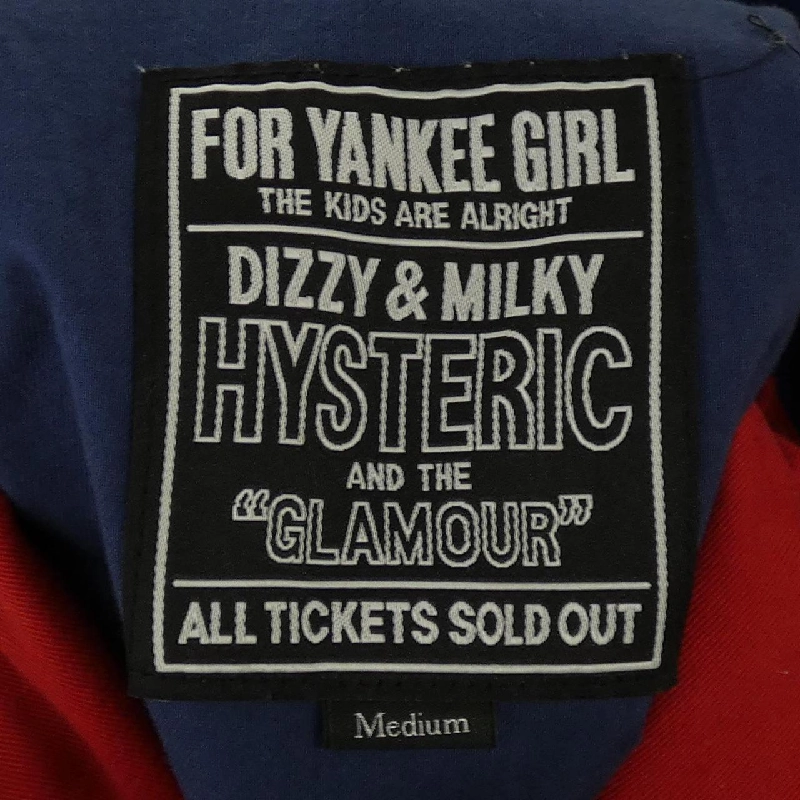 FOR YANKEE GIRL
THE KIDS ARE ALRIGHT
DIZZY & MILKY
HYSTERIC
AND THE
“GLAMOUR”
ALL TICKETS SOLD OUT
Medium